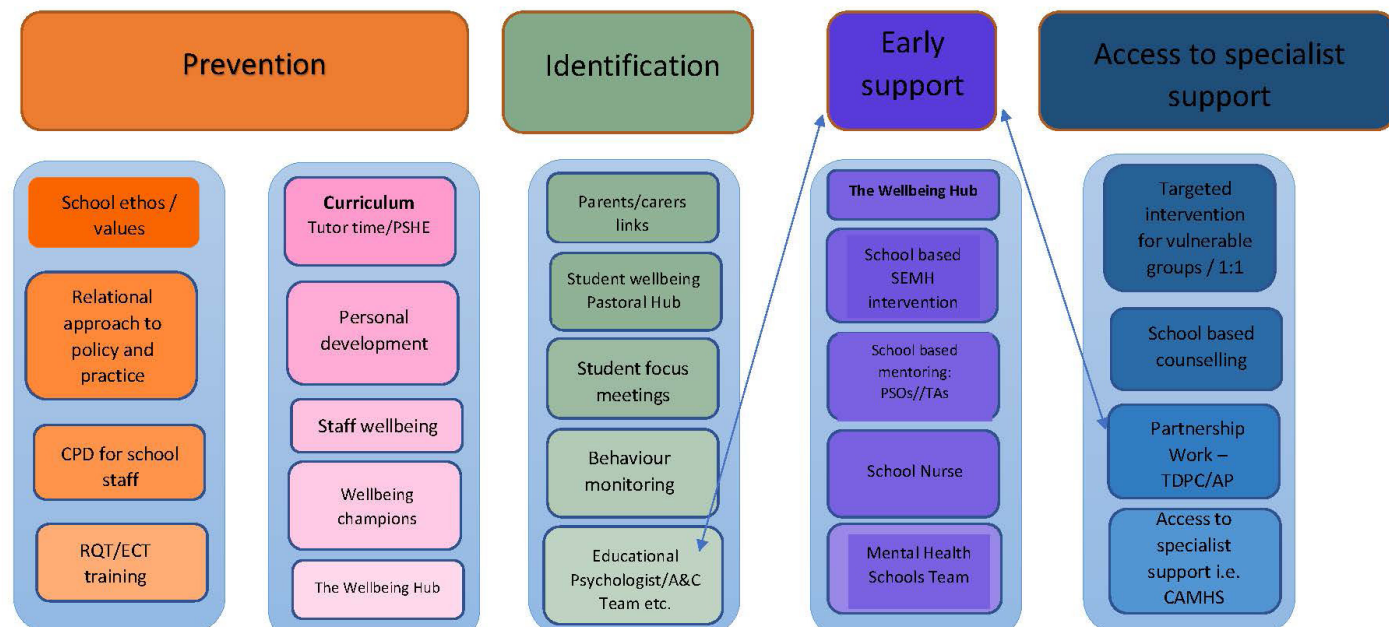 Prevention
Identification
Early
support
Access to specialist
support
School ethos /
values
Relational
approach to
policy and
practice
CPD for school
staff
RQT/ECT
training
Curriculum
Tutor time/PSHE
Personal
development
Staff wellbeing
Wellbeing
champions
The Wellbeing Hub
Parents/carers
links
Student wellbeing
Pastoral Hub
Student focus
meetings
Behaviour
monitoring
Educational
Psychologist/A&C
Team etc.
The Wellbeing Hub
School based
SEMH
intervention
School based
mentoring:
PSOs//TAs
School Nurse
Mental Health
Schools Team
Targeted
intervention
for vulnerable
groups / 1:1
School based
counselling
Partnership
Work –
TDPC/AP
Access to
specialist
support i.e.
CAMHS